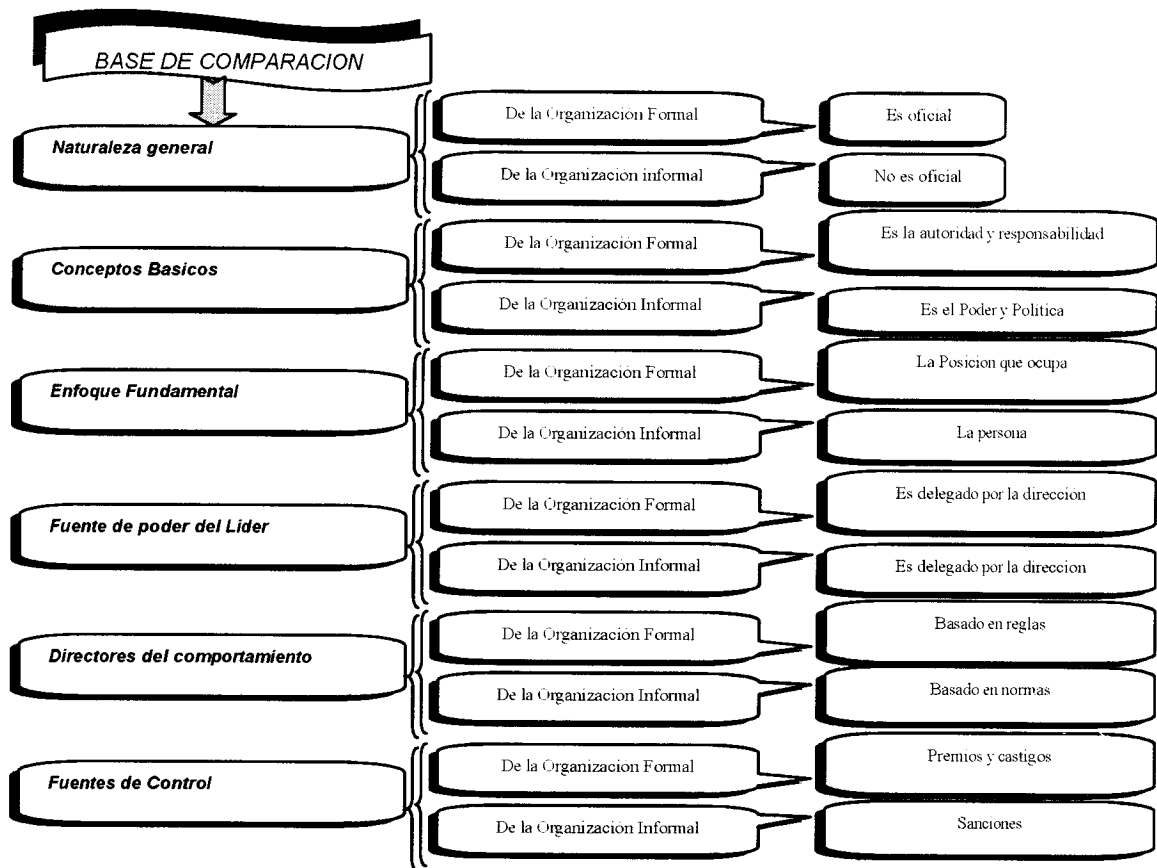 BASE DE COMPARACION
Naturaleza general
De la Organización Formal
Es oficial
De la Organización informal
No es oficial
Conceptos Basicos
De la Organización Formal
Es la autoridad y responsabilidad
De la Organización Informal
Es el Poder y Política
Enfoque Fundamental
De la Organización Formal
La Posicion que ocupa
De la Organización Informal
La persona
Fuente de poder del Lider
De la Organización Formal
Es delegado por la direccion
De la Organización Informal
Es delegado por la direccion
Directores del comportamiento
De la Organización Formal
Basado en reglas
De la Organización Informal
Basado en normas
Fuentes de Control
De la Organización Formal
Premios y castigos
De la Organización Informal
Sanciones